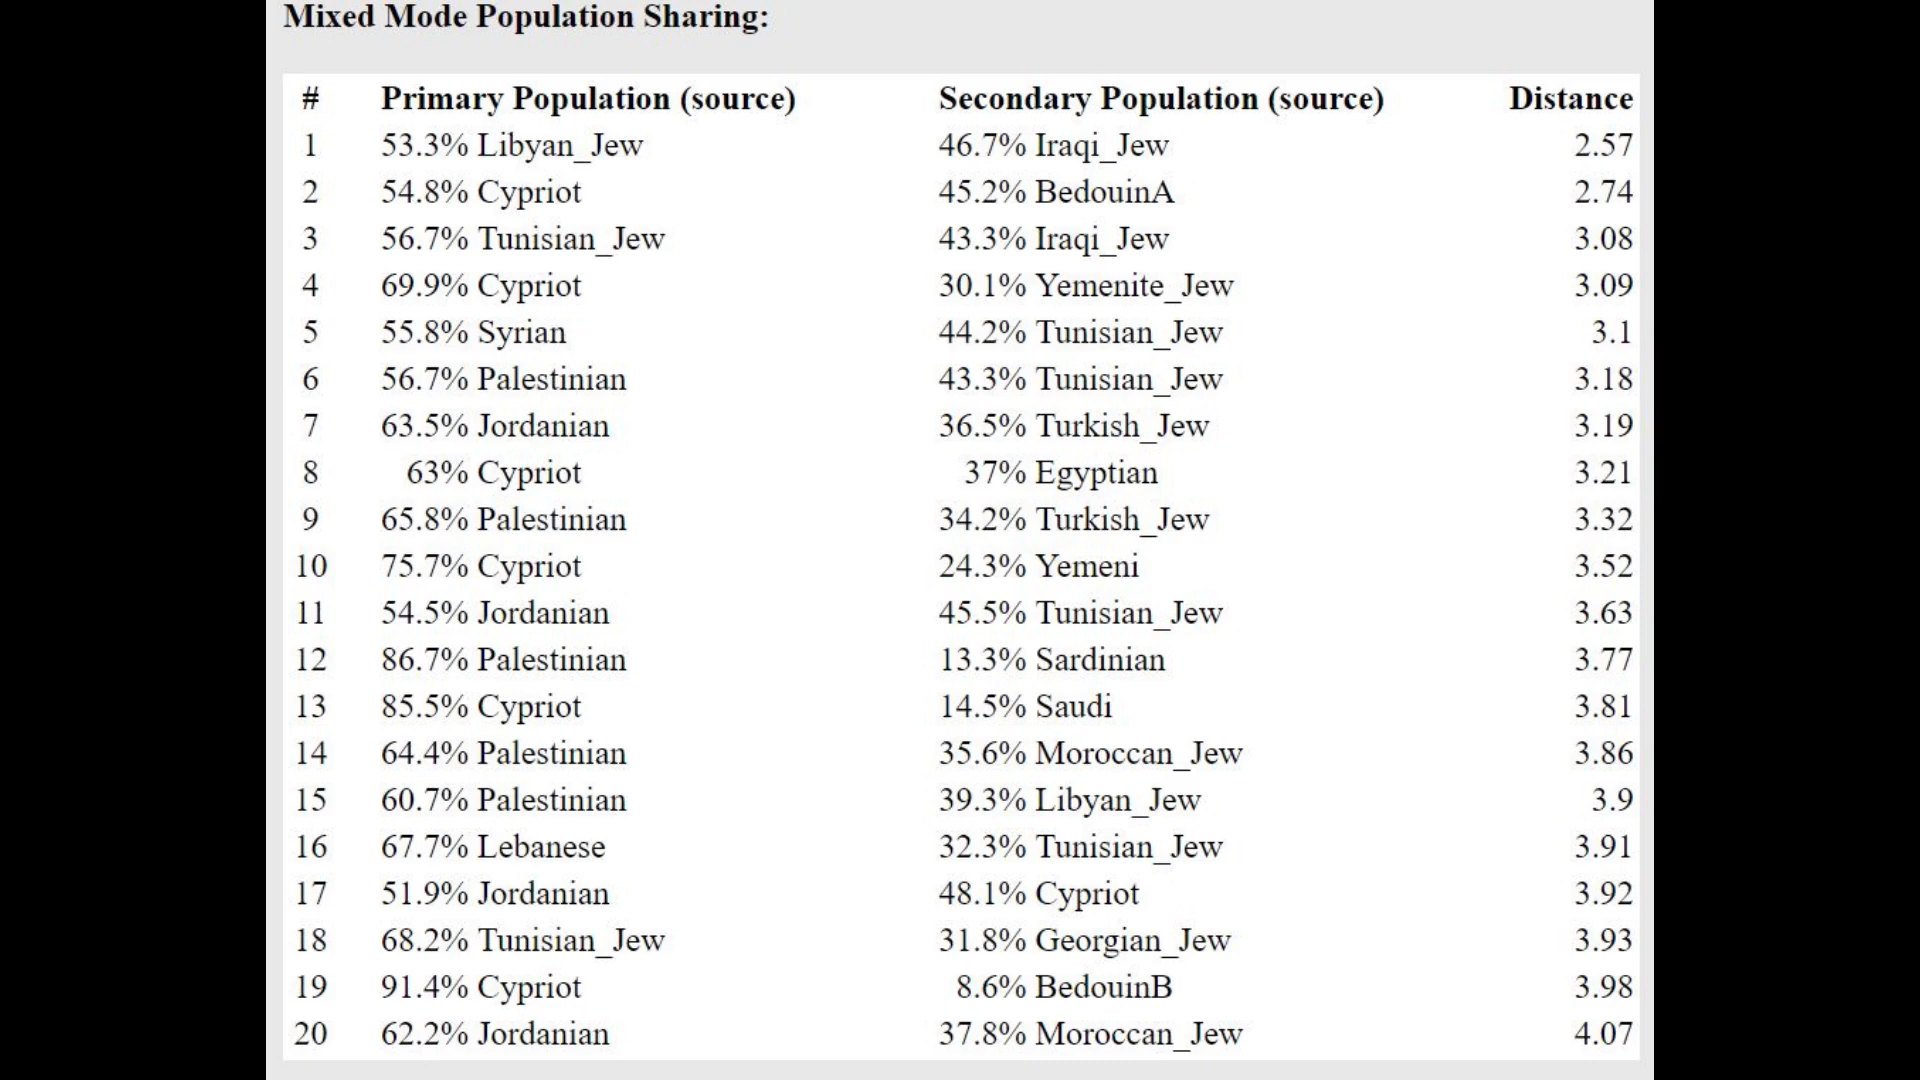 Mixed Mode Population Sharing:
# Primary Population (source) Secondary Population (source) Distance
1 53.3% Libyan_Jew 46.7% Iraqi_Jew 2.57
2 54.8% Cypriot 45.2% BedouinA 2.74
3 56.7% Tunisian_Jew 43.3% Iraqi_Jew 3.08
4 69.9% Cypriot 30.1% Yemenite_Jew 3.09
5 55.8% Syrian 44.2% Tunisian_Jew 3.1
6 56.7% Palestinian 43.3% Tunisian_Jew 3.18
7 63.5% Jordanian 36.5% Turkish_Jew 3.19
8 63% Cypriot 37% Egyptian 3.21
9 65.8% Palestinian 34.2% Turkish_Jew 3.32
10 75.7% Cypriot 24.3% Yemeni 3.52
11 54.5% Jordanian 45.5% Tunisian_Jew 3.63
12 86.7% Palestinian 13.3% Sardinian 3.77
13 85.5% Cypriot 14.5% Saudi 3.81
14 64.4% Palestinian 35.6% Moroccan_Jew 3.86
15 60.7% Palestinian 39.3% Libyan_Jew 3.9
16 67.7% Lebanese 32.3% Tunisian_Jew 3.91
17 51.9% Jordanian 48.1% Cypriot 3.92
18 68.2% Tunisian_Jew 31.8% Georgian_Jew 3.93
19 91.4% Cypriot 8.6% BedouinB 3.98
20 62.2% Jordanian 37.8% Moroccan_Jew 4.07